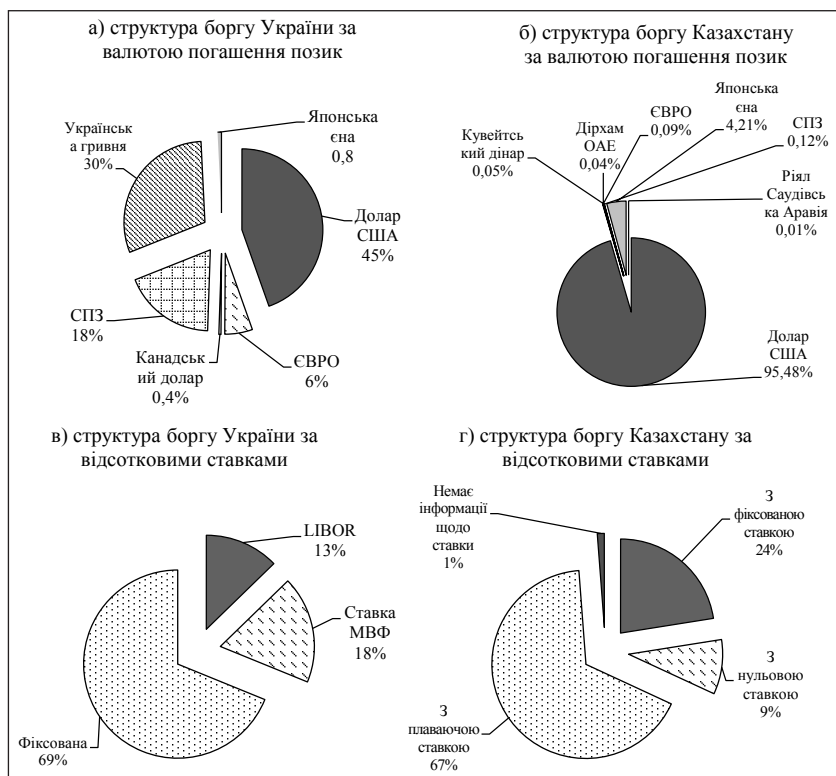 а) структура боргу України за
валютою погашення позик
Українськ
а гривня
30%
Японська
єна
0,8
Долар
США
45%
СПЗ
18%
Канадськ
ий долар
0,4%
ЄВРО
6%
б) структура боргу Казахстану
за валютою погашення позик
Кувейтсь
кий дінар
0,05%
Дірхам
ОАЕ
0,04%
ЄВРО
0,09%
Японська
єна
4,21%
СПЗ
0,12%
Ріял
Саудівсь
ка Аравія
0,01%
Долар
США
95,48%
в) структура боргу України за
відсотковими ставками
LIBOR
13%
Ставка
МВФ
18%
Фіксована
69%
г) структура боргу Казахстану за
відсотковими ставками
Немає
інформації
щодо
ставки
1%
З
фіксованою
ставкою
24%
З
нульовою
ставкою
9%
З
плаваючою
ставкою
67%